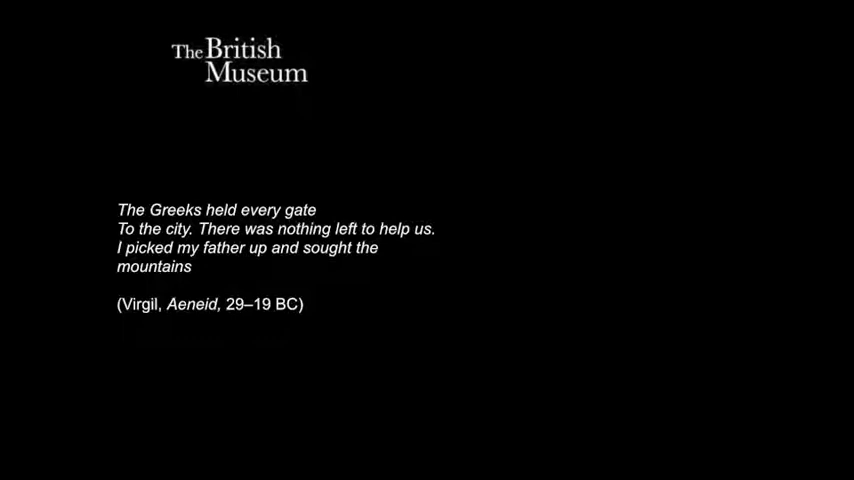 The British
Museum
The Greeks held every gate
To the city. There was nothing left to help us.
I picked my father up and sought the
mountains
(Virgil, Aeneid, 29–19 BC)